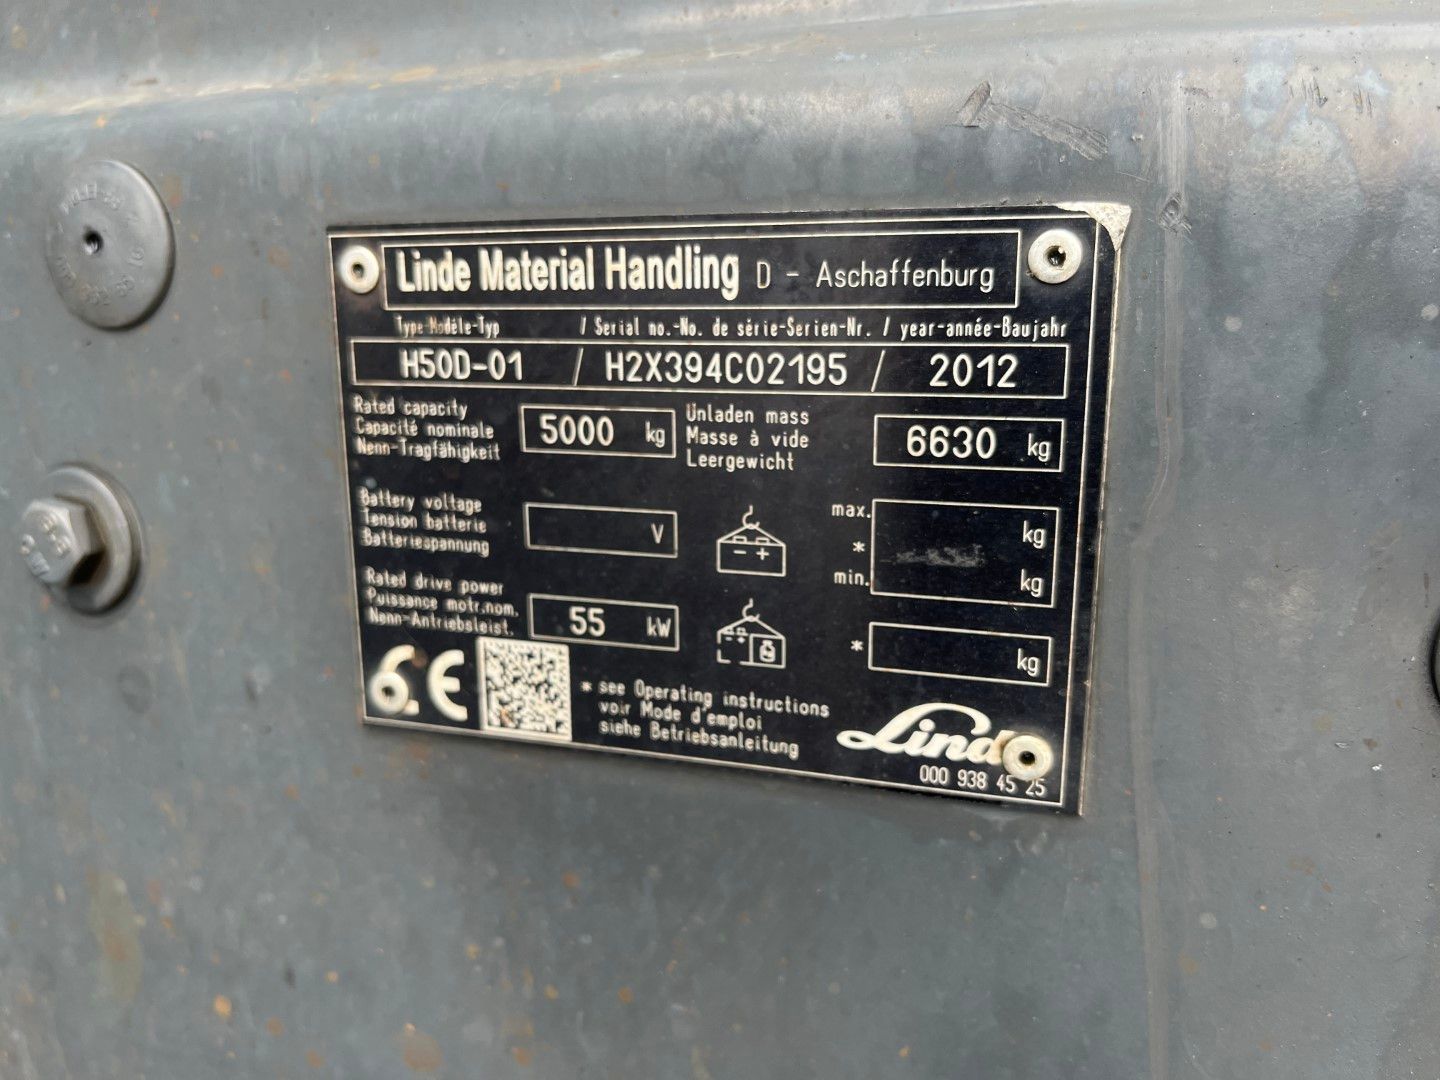 Linde Material Handling D - Aschaffenburg
Type-Modèle-Typ / Serial no.-No. de série-Serien-Nr. / year-année-Baujahr
H50D-01 / H2X394C02195 / 2012
Rated capacity
Capacité nominale
Nenn-Tragfähigkeit
5000 kg
Unladen mass
Masse à vide
Leergewicht
6630 kg
Battery voltage
Tension batterie
Batteriespannung
V
- +
max. kg
*
min. kg
Rated drive power
Puissance motr.nom.
Nenn-Antriebsleist.
55 kW
- +
* kg
CE
* see Operating instructions
voir Mode d'emploi
siehe Betriebsanleitung
Linde
000 938 45 25